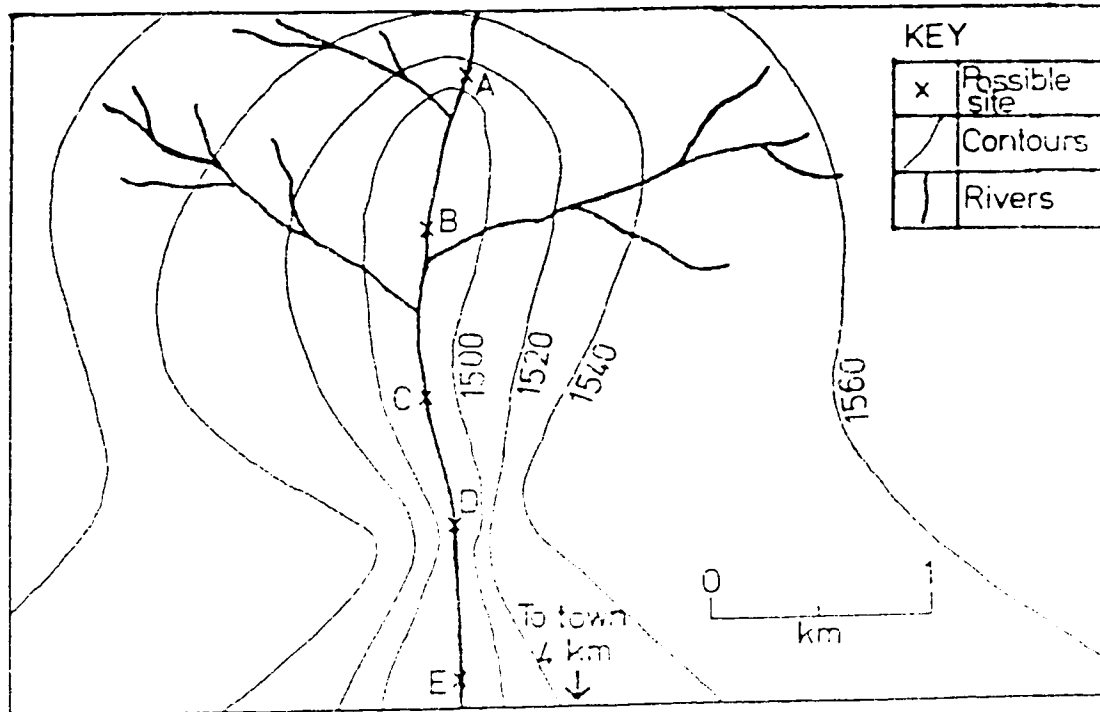 KEY
x Possible
site
Contours
Rivers
A
B
C
D
E
1500
1520
1540
1560
0 1
km
To town
4 km